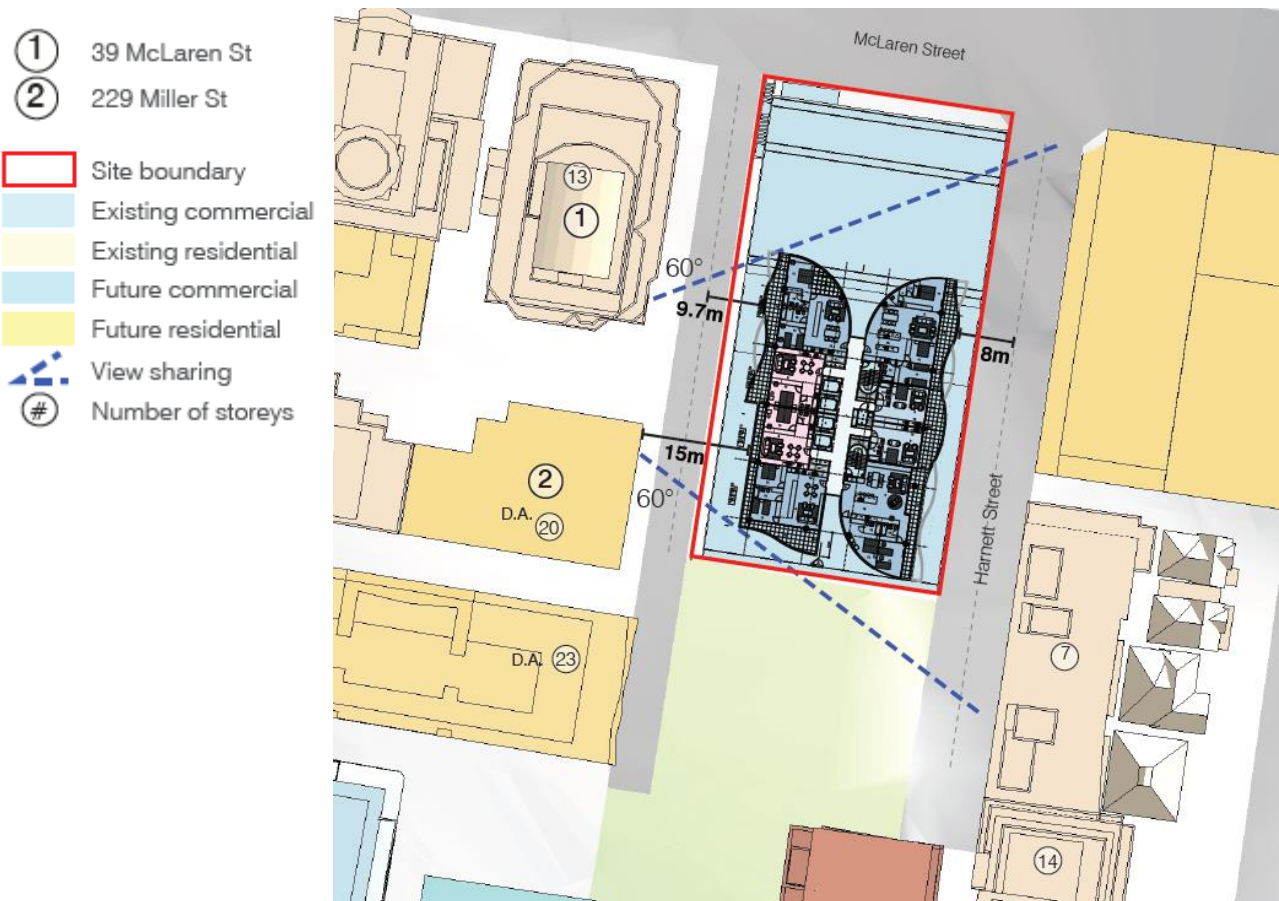 1 39 McLaren St
2 229 Miller St
Site boundary
Existing commercial
Existing residential
Future commercial
Future residential
View sharing
# Number of storeys
McLaren Street
13
1
60°
9.7m
8m
15m
2
60°
D.A. 20
Harnett Street
7
D.A. 23
14